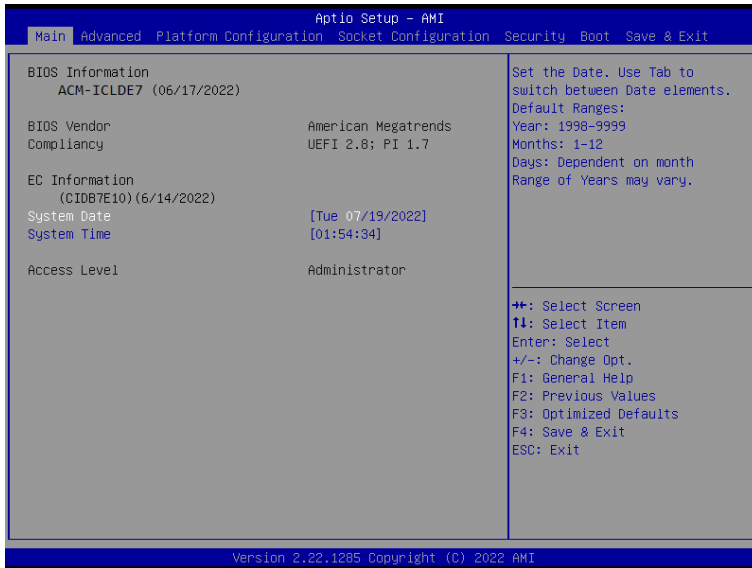 Aptio Setup – AMI
Main Advanced Platform Configuration Socket Configuration Security Boot Save & Exit
BIOS Information
ACM-ICLDE7 (06/17/2022)
BIOS Vendor American Megatrends
Compliancy UEFI 2.8; PI 1.7
EC Information
(CIDB7E10)(6/14/2022)
System Date [Tue 07/19/2022]
System Time [01:54:34]
Access Level Administrator
Set the Date. Use Tab to
switch between Date elements.
Default Ranges:
Year: 1998-9999
Months: 1-12
Days: Dependent on month
Range of Years may vary.
→←: Select Screen
↑↓: Select Item
Enter: Select
+/-: Change Opt.
F1: General Help
F2: Previous Values
F3: Optimized Defaults
F4: Save & Exit
ESC: Exit
Version 2.22.1285 Copyright (C) 2022 AMI